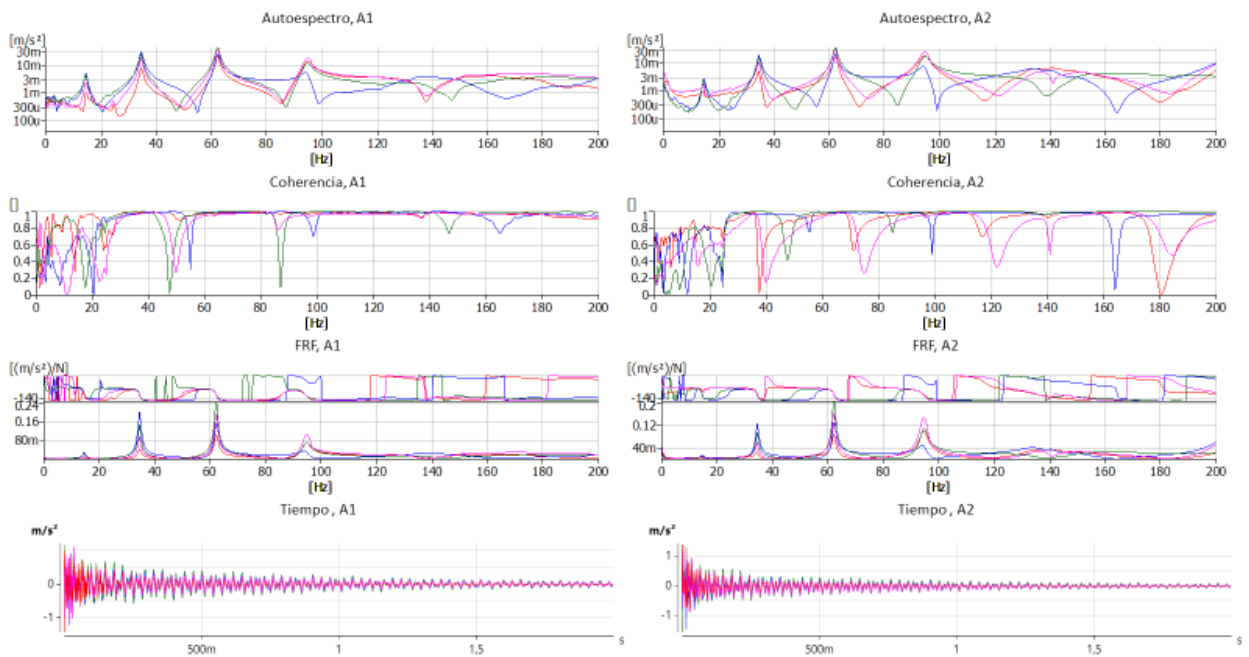 Autoespectro, A1
[m/s²]
30m
10m
3m
1m
300u
100u
0 20 40 60 80 100 120 140 160 180 200
[Hz]
Coherencia, A1
[]
1
0.8
0.6
0.4
0.2
0
0 20 40 60 80 100 120 140 160 180 200
[Hz]
FRF, A1
[(m/s²)/N]
-140
0.24
0.16
80m
0 20 40 60 80 100 120 140 160 180 200
[Hz]
Tiempo , A1
m/s²
0
-1
500m 1 1,5 s
Autoespectro, A2
[m/s²]
30m
10m
3m
1m
300u
100u
0 20 40 60 80 100 120 140 160 180 200
[Hz]
Coherencia, A2
[]
1
0.8
0.6
0.4
0.2
0
0 20 40 60 80 100 120 140 160 180 200
[Hz]
FRF, A2
[(m/s²)/N]
-140
0.2
0.12
40m
0 20 40 60 80 100 120 140 160 180 200
[Hz]
Tiempo , A2
m/s²
1
0
-1
500m 1 1,5 s